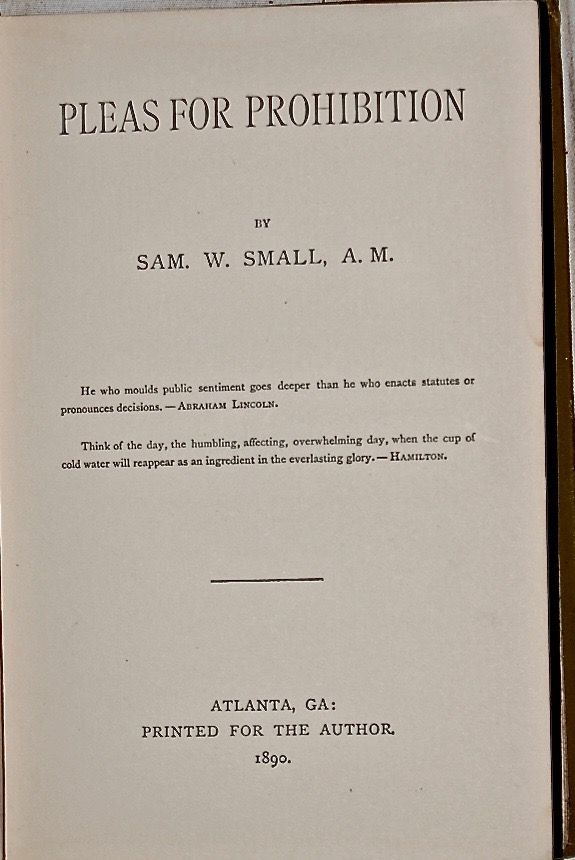 PLEAS FOR PROHIBITION
BY
SAM. W. SMALL, A. M.
He who moulds public sentiment goes deeper than he who enacts statutes or
pronounces decisions. — ABRAHAM LINCOLN.
Think of the day, the humbling, affecting, overwhelming day, when the cup of
cold water will reappear as an ingredient in the everlasting glory. — HAMILTON.
ATLANTA, GA:
PRINTED FOR THE AUTHOR.
1890.